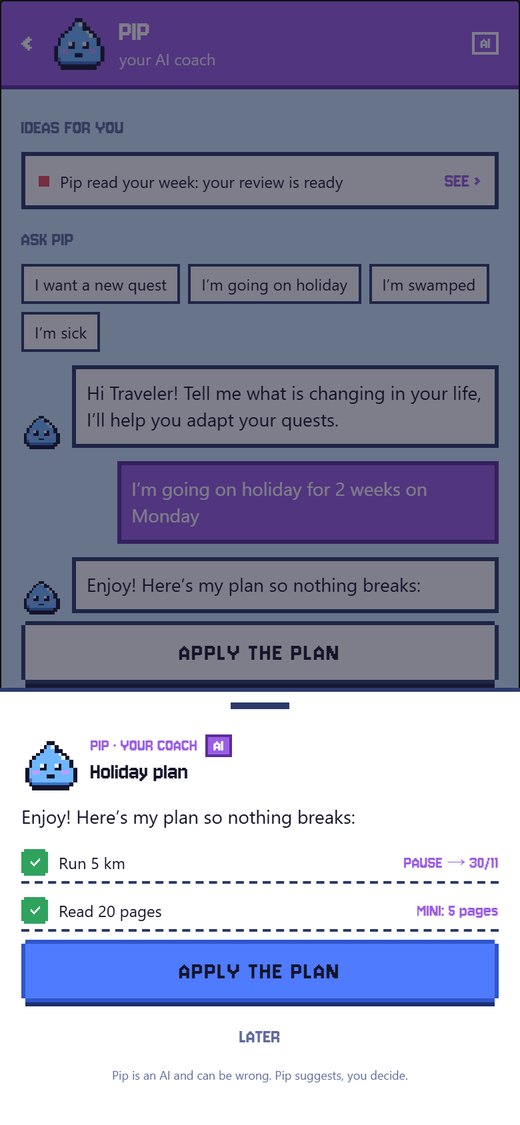 PIP
your AI coach
AI
IDEAS FOR YOU
Pip read your week: your review is ready
SEE >
ASK PIP
I want a new quest
I'm going on holiday
I'm swamped
I'm sick
Hi Traveler! Tell me what is changing in your life,
I'll help you adapt your quests.
I'm going on holiday for 2 weeks on
Monday
Enjoy! Here's my plan so nothing breaks:
APPLY THE PLAN
PIP · YOUR COACH
AI
Holiday plan
Enjoy! Here's my plan so nothing breaks:
Run 5 km
PAUSE → 30/11
Read 20 pages
MINI: 5 pages
APPLY THE PLAN
LATER
Pip is an AI and can be wrong. Pip suggests, you decide.